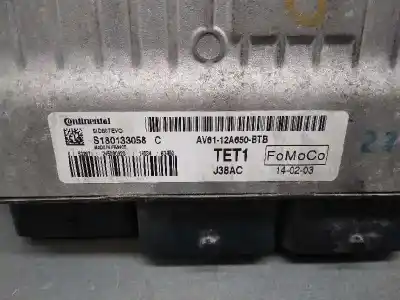 Continental
SID807EVO
S180133058 C
AV61-12A650-BTB
TET1
FoMoCo
J38AC
14-02-03